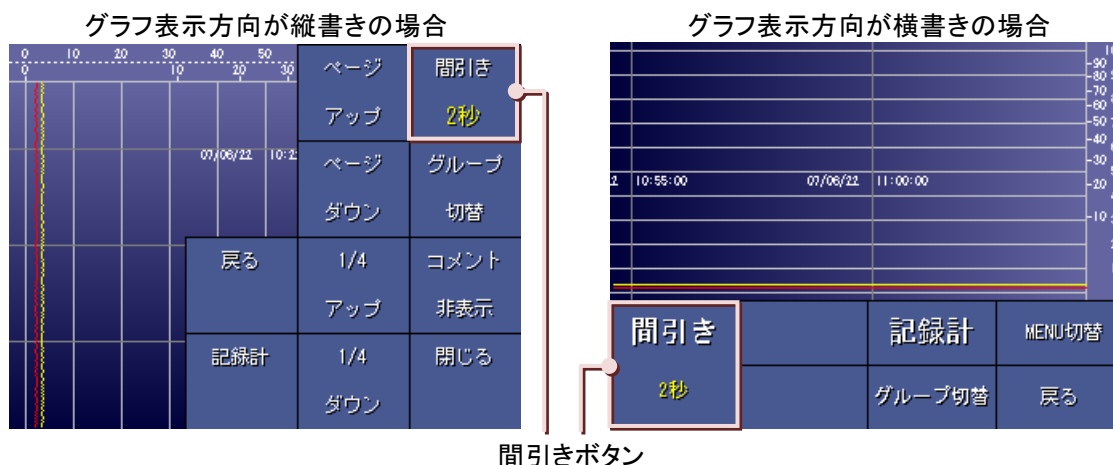 グラフ表示方向が縦書きの場合
グラフ表示方向が横書きの場合
0 10 20 30 40 50
0 10 20 30
07/06/22 10:2
ページ
アップ
間引き
2秒
ページ
ダウン
グループ
切替
戻る
1/4
アップ
コメント
非表示
記録計
1/4
ダウン
閉じる
-90
-80
-70
-60
-50
-40
-30
-20
-10
2 10:55:00 07/06/22 11:00:00
間引き
2秒
記録計
MENU切替
グループ切替
戻る
間引きボタン